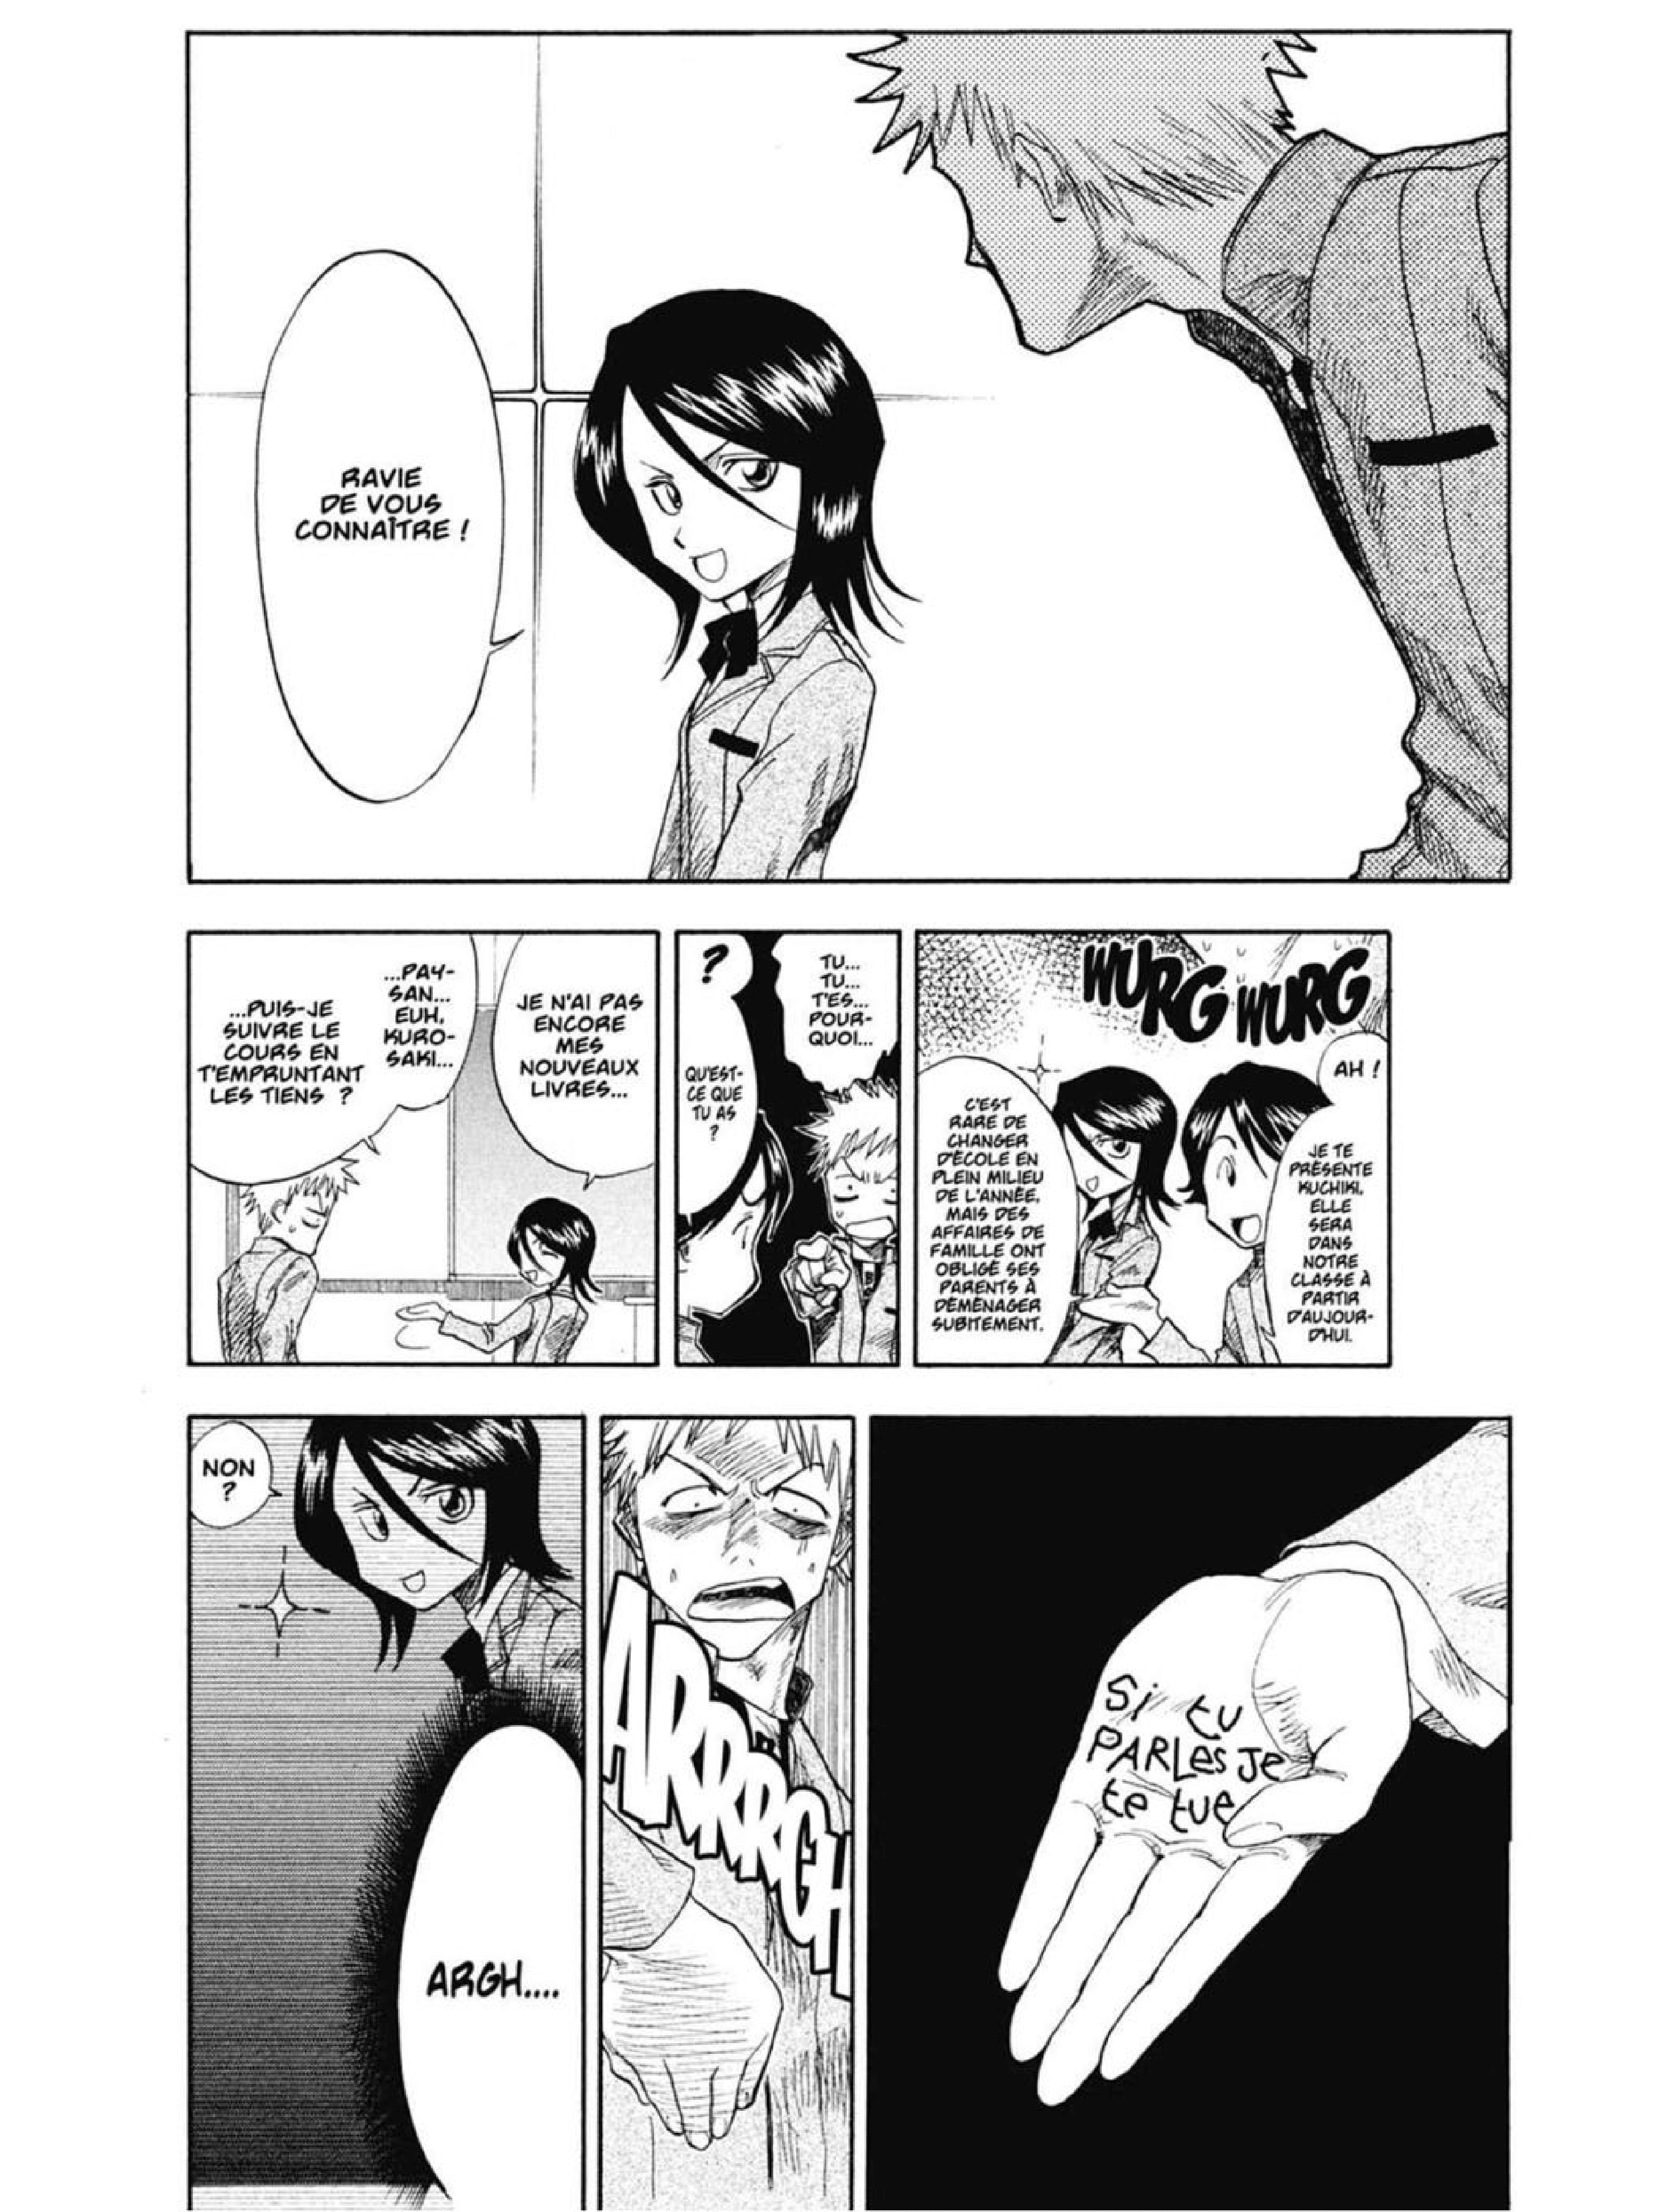 RAVIE
DE VOUS
CONNAÎTRE !
WURG WURG
AH !
JE TE
PRÉSENTE
KUCHIKI,
ELLE
SERA
DANS
NOTRE
CLASSE À
PARTIR
D'AUJOUR-
D'HUI.
C'EST
RARE DE
CHANGER
D'ÉCOLE EN
PLEIN MILIEU
DE L'ANNÉE,
MAIS DES
AFFAIRES DE
FAMILLE ONT
OBLIGÉ SES
PARENTS À
DÉMÉNAGER
SUBITEMENT.
TU...
TU...
T'ES...
POUR-
QUOI...
?
QU'EST-
CE QUE
TU AS
?
JE N'AI PAS
ENCORE
MES
NOUVEAUX
LIVRES...
...PAY-
SAN...
EUH,
KURO-
SAKI...
...PUIS-JE
SUIVRE LE
COURS EN
T'EMPRUNTANT
LES TIENS ?
Si tu
PARLES JE
te tue
ARRRRGH
NON
?
ARGH....